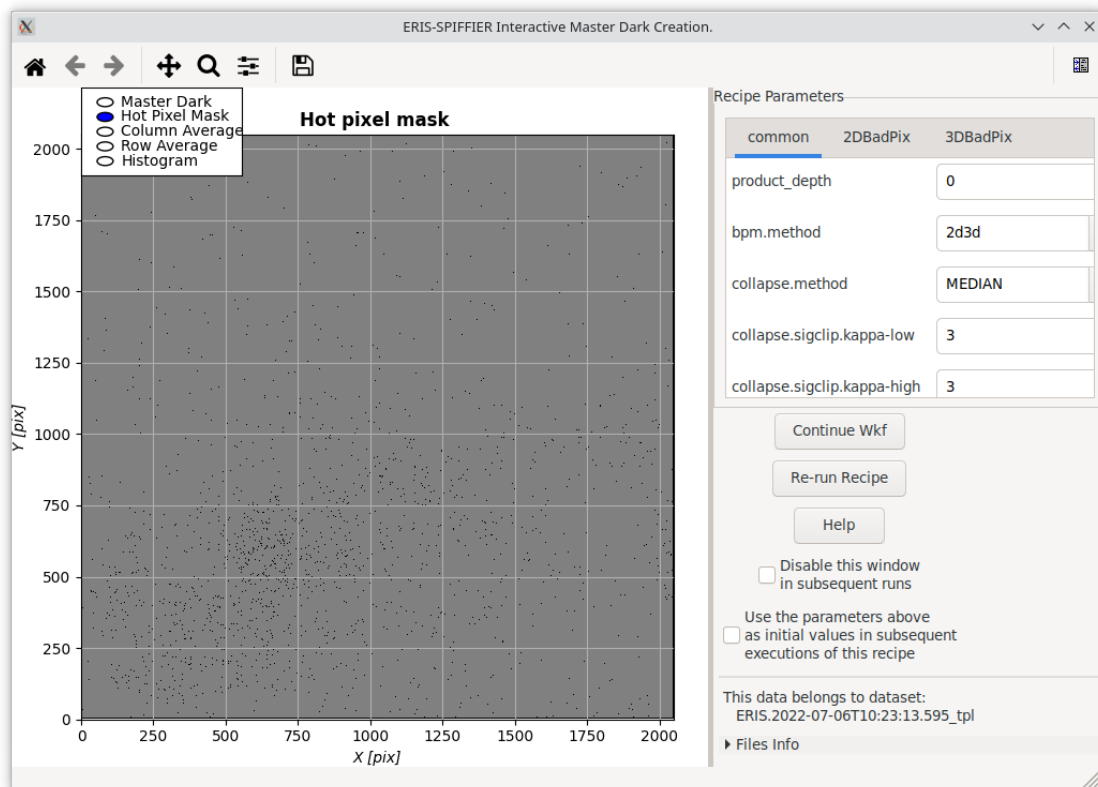 ERIS-SPIFFIER Interactive Master Dark Creation.
Master Dark
Hot Pixel Mask
Column Average
Row Average
Histogram
Hot pixel mask
2000
1750
1500
1250
1000
750
500
250
0
Y [pix]
0 250 500 750 1000 1250 1500 1750 2000
X [pix]
Recipe Parameters
common 2DBadPix 3DBadPix
product_depth 0
bpm.method 2d3d
collapse.method MEDIAN
collapse.sigclip.kappa-low 3
collapse.sigclip.kappa-high 3
Continue Wkf
Re-run Recipe
Help
Disable this window
in subsequent runs
Use the parameters above
as initial values in subsequent
executions of this recipe
This data belongs to dataset:
ERIS.2022-07-06T10:23:13.595_tpl
Files Info